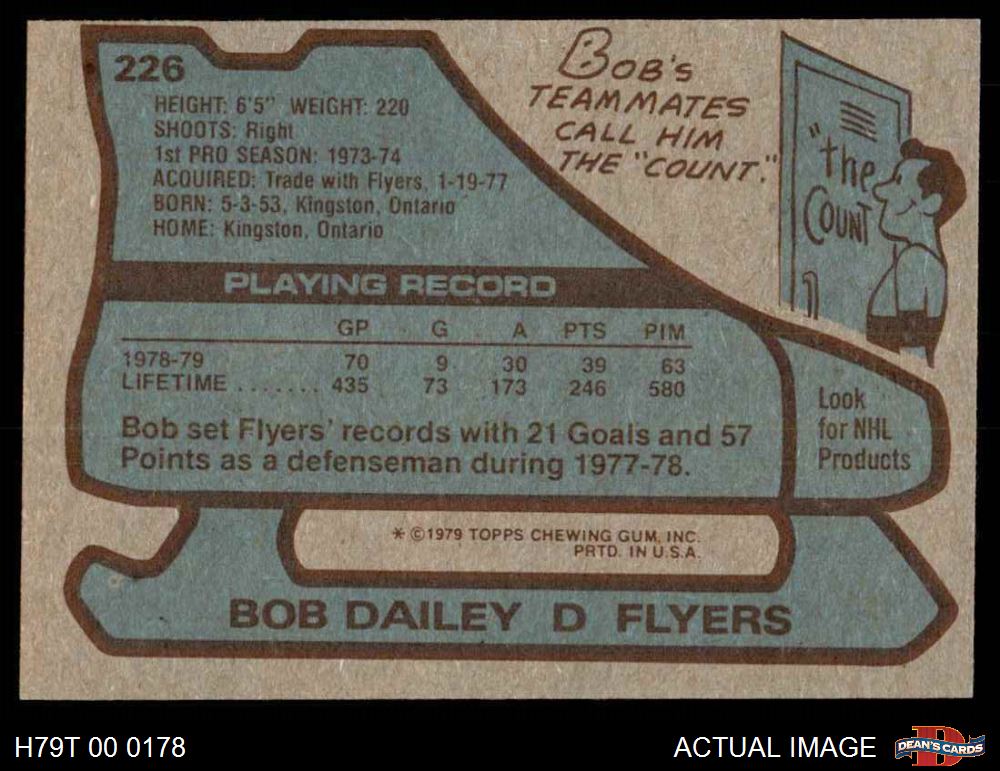 226
HEIGHT: 6'5" WEIGHT: 220
SHOOTS: Right
1st PRO SEASON: 1973-74
ACQUIRED: Trade with Flyers, 1-19-77
BORN: 5-3-53, Kingston, Ontario
HOME: Kingston, Ontario
BOB'S
TEAMMATES
CALL HIM
THE "COUNT."
"the
COUNT
PLAYING RECORD
GP G A PTS PIM
1978-79 70 9 30 39 63
LIFETIME ....... 435 73 173 246 580
Bob set Flyers' records with 21 Goals and 57
Points as a defenseman during 1977-78.
Look
for NHL
Products
* ©1979 TOPPS CHEWING GUM, INC.
PRTD. IN U.S.A.
BOB DAILEY D FLYERS
H79T 00 0178
ACTUAL IMAGE
D
DEAN'S CARDS